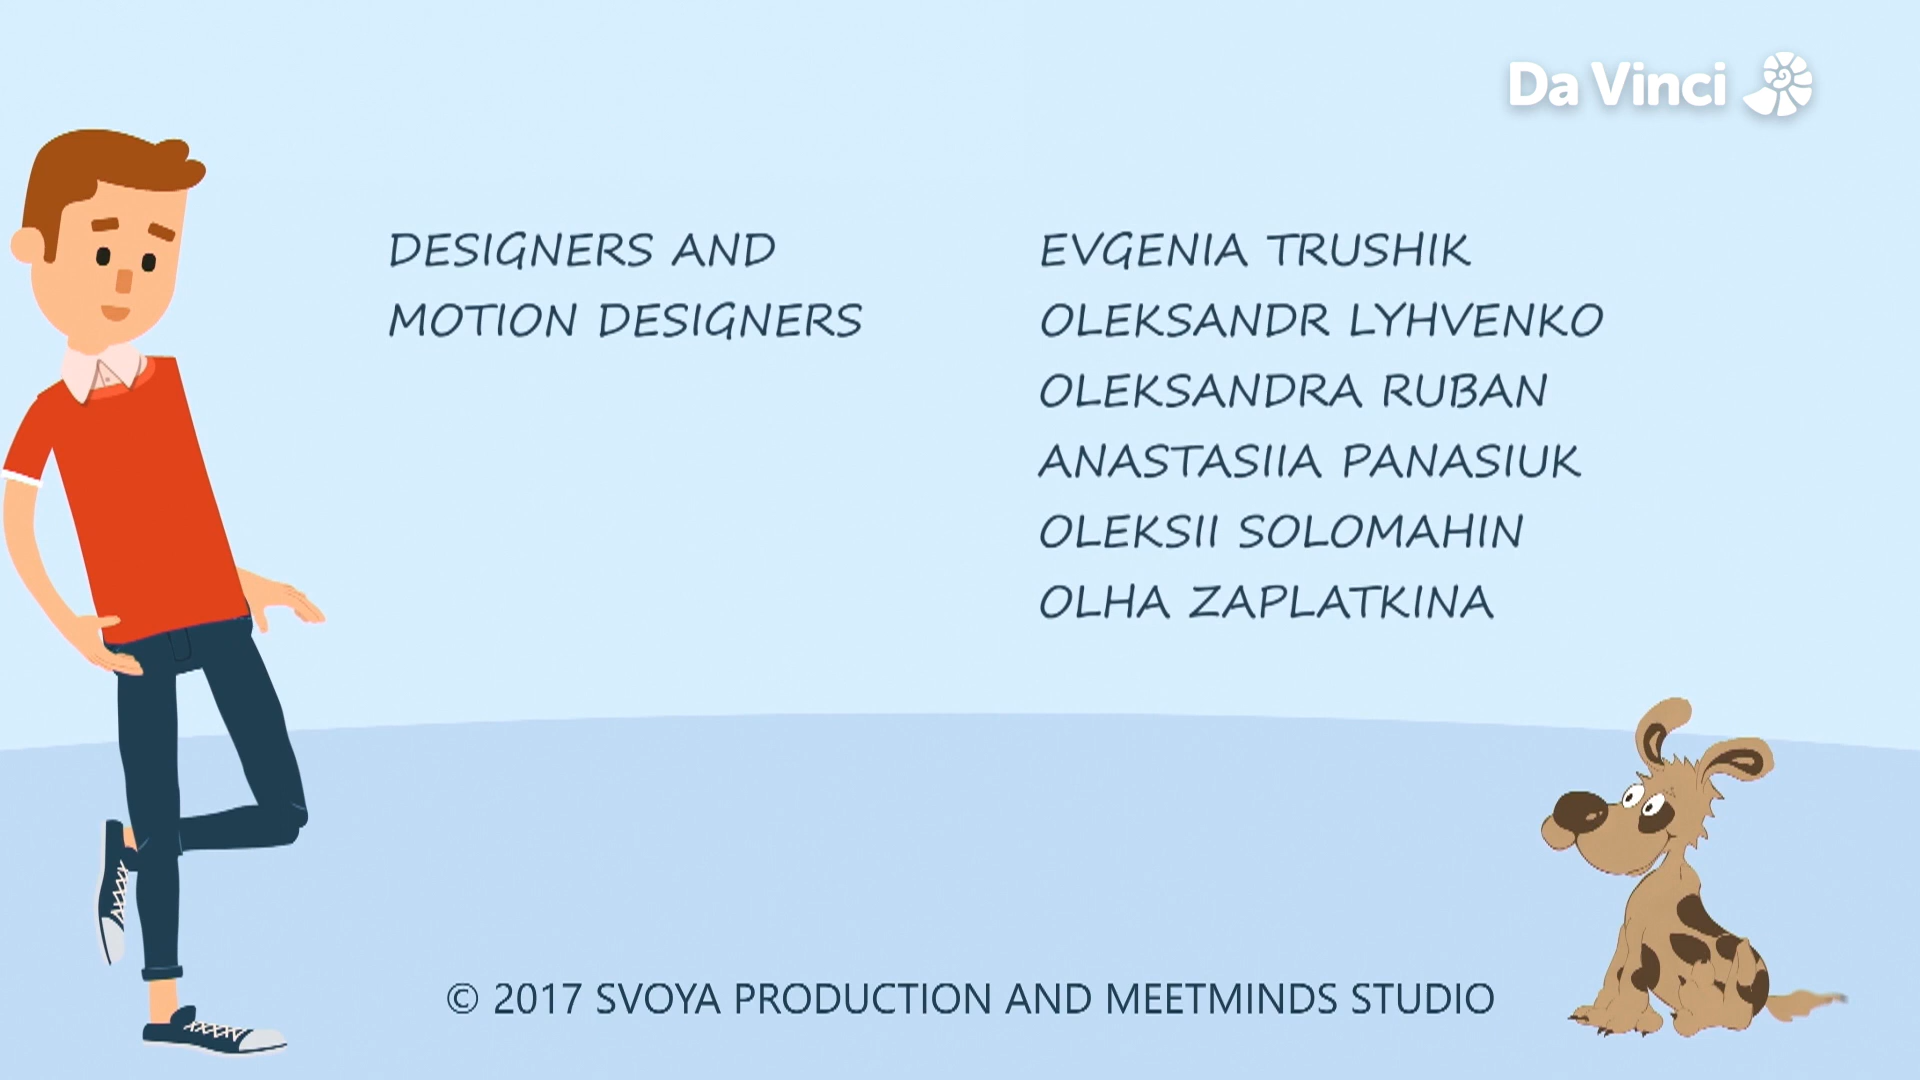 Da Vinci
DESIGNERS AND
MOTION DESIGNERS
EVGENIA TRUSHIK
OLEKSANDR LYHVENKO
OLEKSANDRA RUBAN
ANASTASIIA PANASIUK
OLEKSII SOLOMAHIN
OLHA ZAPLATKINA
© 2017 SVOYA PRODUCTION AND MEETMINDS STUDIO